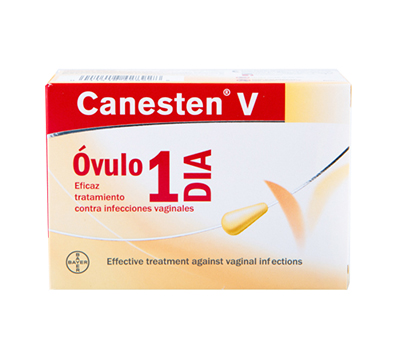 Canesten® V
Óvulo 1 DIA
Eficaz
tratamiento
contra infecciones vaginales
BAYER
Effective treatment against vaginal infections